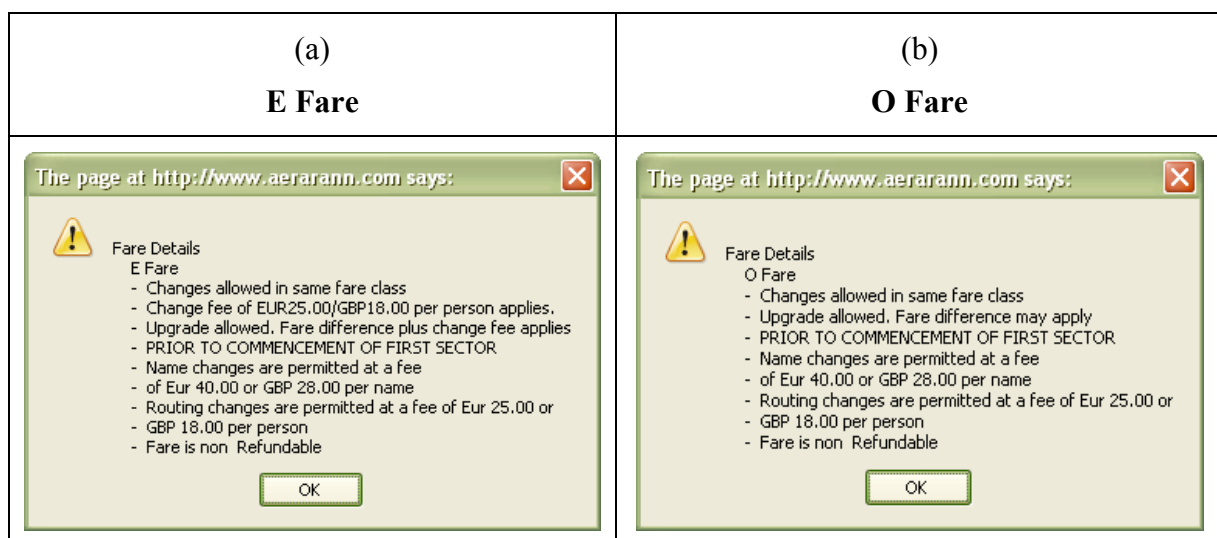 (a)
E Fare
(b)
O Fare
The page at http://www.aerarann.com says:
Fare Details
E Fare
- Changes allowed in same fare class
- Change fee of EUR25.00/GBP18.00 per person applies.
- Upgrade allowed. Fare difference plus change fee applies
- PRIOR TO COMMENCEMENT OF FIRST SECTOR
- Name changes are permitted at a fee
- of Eur 40.00 or GBP 28.00 per name
- Routing changes are permitted at a fee of Eur 25.00 or
- GBP 18.00 per person
- Fare is non Refundable
OK
The page at http://www.aerarann.com says:
Fare Details
O Fare
- Changes allowed in same fare class
- Upgrade allowed. Fare difference may apply
- PRIOR TO COMMENCEMENT OF FIRST SECTOR
- Name changes are permitted at a fee
- of Eur 40.00 or GBP 28.00 per name
- Routing changes are permitted at a fee of Eur 25.00 or
- GBP 18.00 per person
- Fare is non Refundable
OK